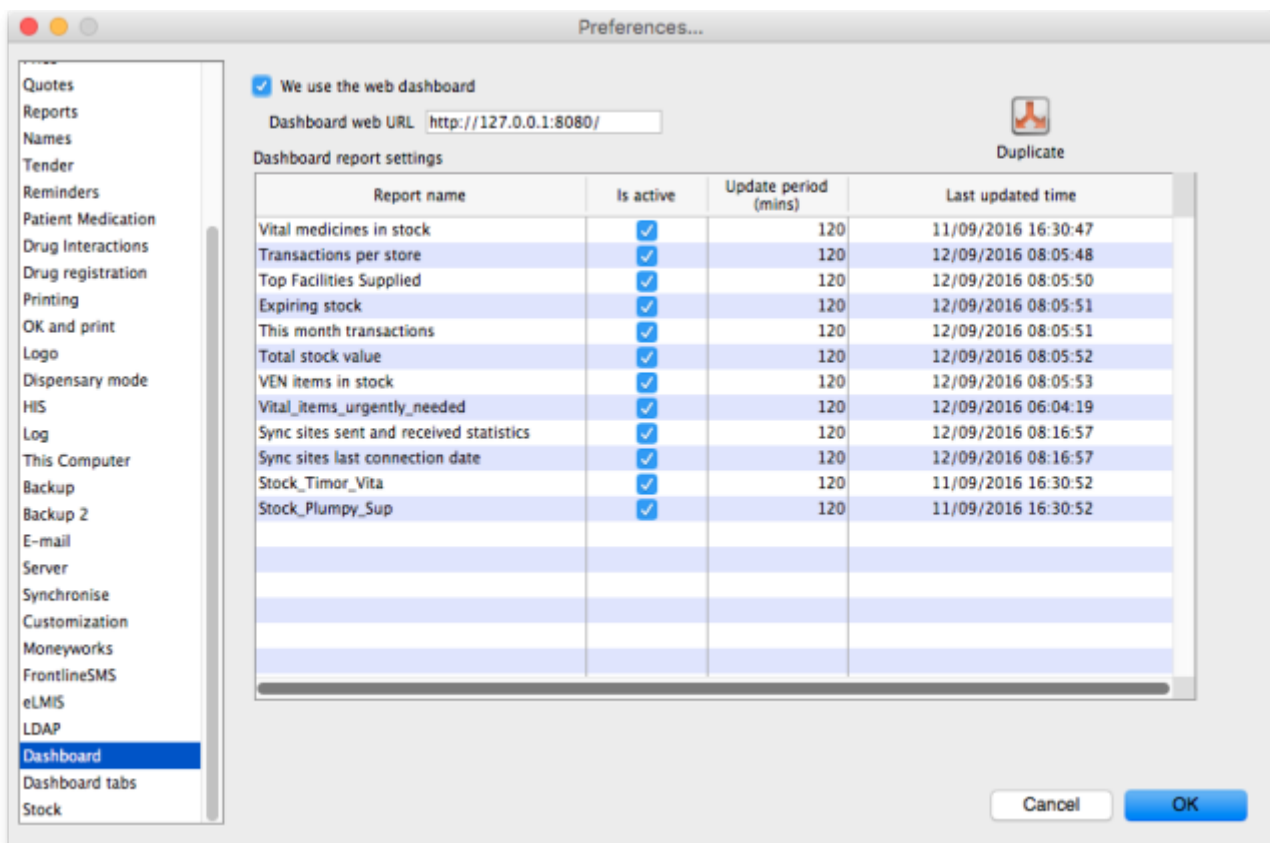 Preferences...
Quotes
Reports
Names
Tender
Reminders
Patient Medication
Drug Interactions
Drug registration
Printing
OK and print
Logo
Dispensary mode
HIS
Log
This Computer
Backup
Backup 2
E-mail
Server
Synchronise
Customization
Moneyworks
FrontlineSMS
eLMIS
LDAP
Dashboard
Dashboard tabs
Stock
We use the web dashboard
Dashboard web URL http://127.0.0.1:8080/
Duplicate
Dashboard report settings
Report name Is active Update period (mins) Last updated time
Vital medicines in stock 120 11/09/2016 16:30:47
Transactions per store 120 12/09/2016 08:05:48
Top Facilities Supplied 120 12/09/2016 08:05:50
Expiring stock 120 12/09/2016 08:05:51
This month transactions 120 12/09/2016 08:05:51
Total stock value 120 12/09/2016 08:05:52
VEN items in stock 120 12/09/2016 08:05:53
Vital_items_urgently_needed 120 12/09/2016 06:04:19
Sync sites sent and received statistics 120 12/09/2016 08:16:57
Sync sites last connection date 120 12/09/2016 08:16:57
Stock_Timor_Vita 120 11/09/2016 16:30:52
Stock_Plumpy_Sup 120 11/09/2016 16:30:52
Cancel OK